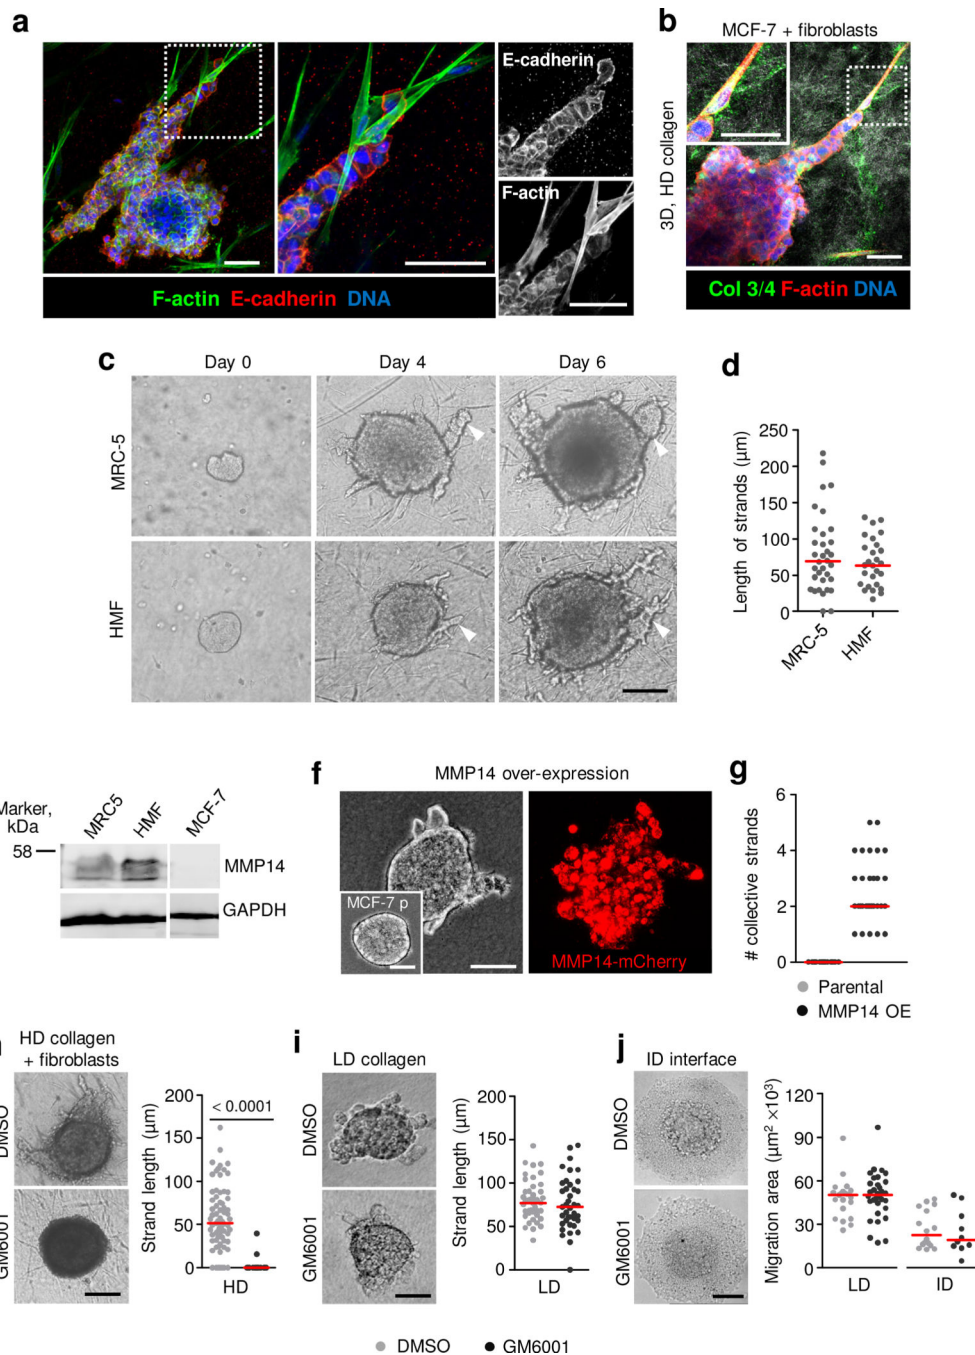 a
E-cadherin
F-actin
F-actin E-cadherin DNA
b
MCF-7 + fibroblasts
3D, HD collagen
Col 3/4 F-actin DNA
c
Day 0 Day 4 Day 6
MRC-5
HMF
d
Length of strands (μm)
250
200
150
100
50
0
MRC-5 HMF
Marker,
kDa
MRC5 HMF MCF-7
58
MMP14
GAPDH
f
MMP14 over-expression
MCF-7 p
MMP14-mCherry
g
# collective strands
6
4
2
0
Parental
MMP14 OE
HD collagen
+ fibroblasts
DMSO
GM6001
Strand length (μm)
200
150
100
50
0
< 0.0001
HD
i
LD collagen
DMSO
GM6001
Strand length (μm)
200
150
100
50
0
LD
j
ID interface
DMSO
GM6001
Migration area (μm² ×10³)
120
90
60
30
0
LD ID
DMSO GM6001